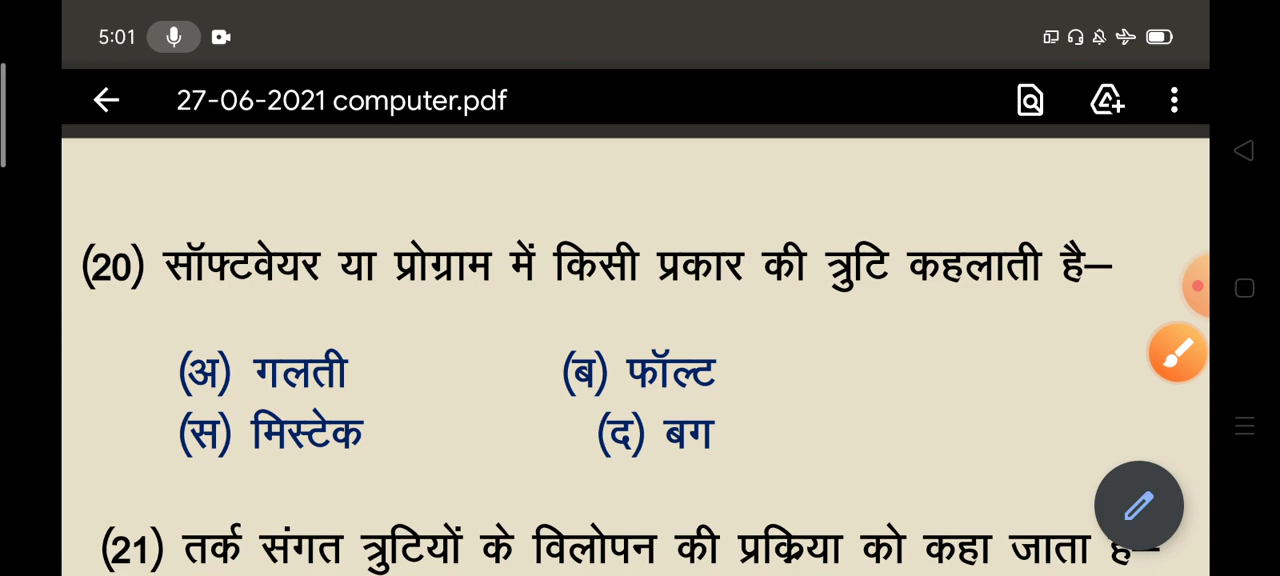 5:01
27-06-2021 computer.pdf
(20) सॉफ्टवेयर या प्रोग्राम में किसी प्रकार की त्रुटि कहलाती है–
(अ) गलती (ब) फॉल्ट
(स) मिस्टेक (द) बग
(21) तर्क संगत त्रुटियों के विलोपन की प्रक्रिया को कहा जाता है–